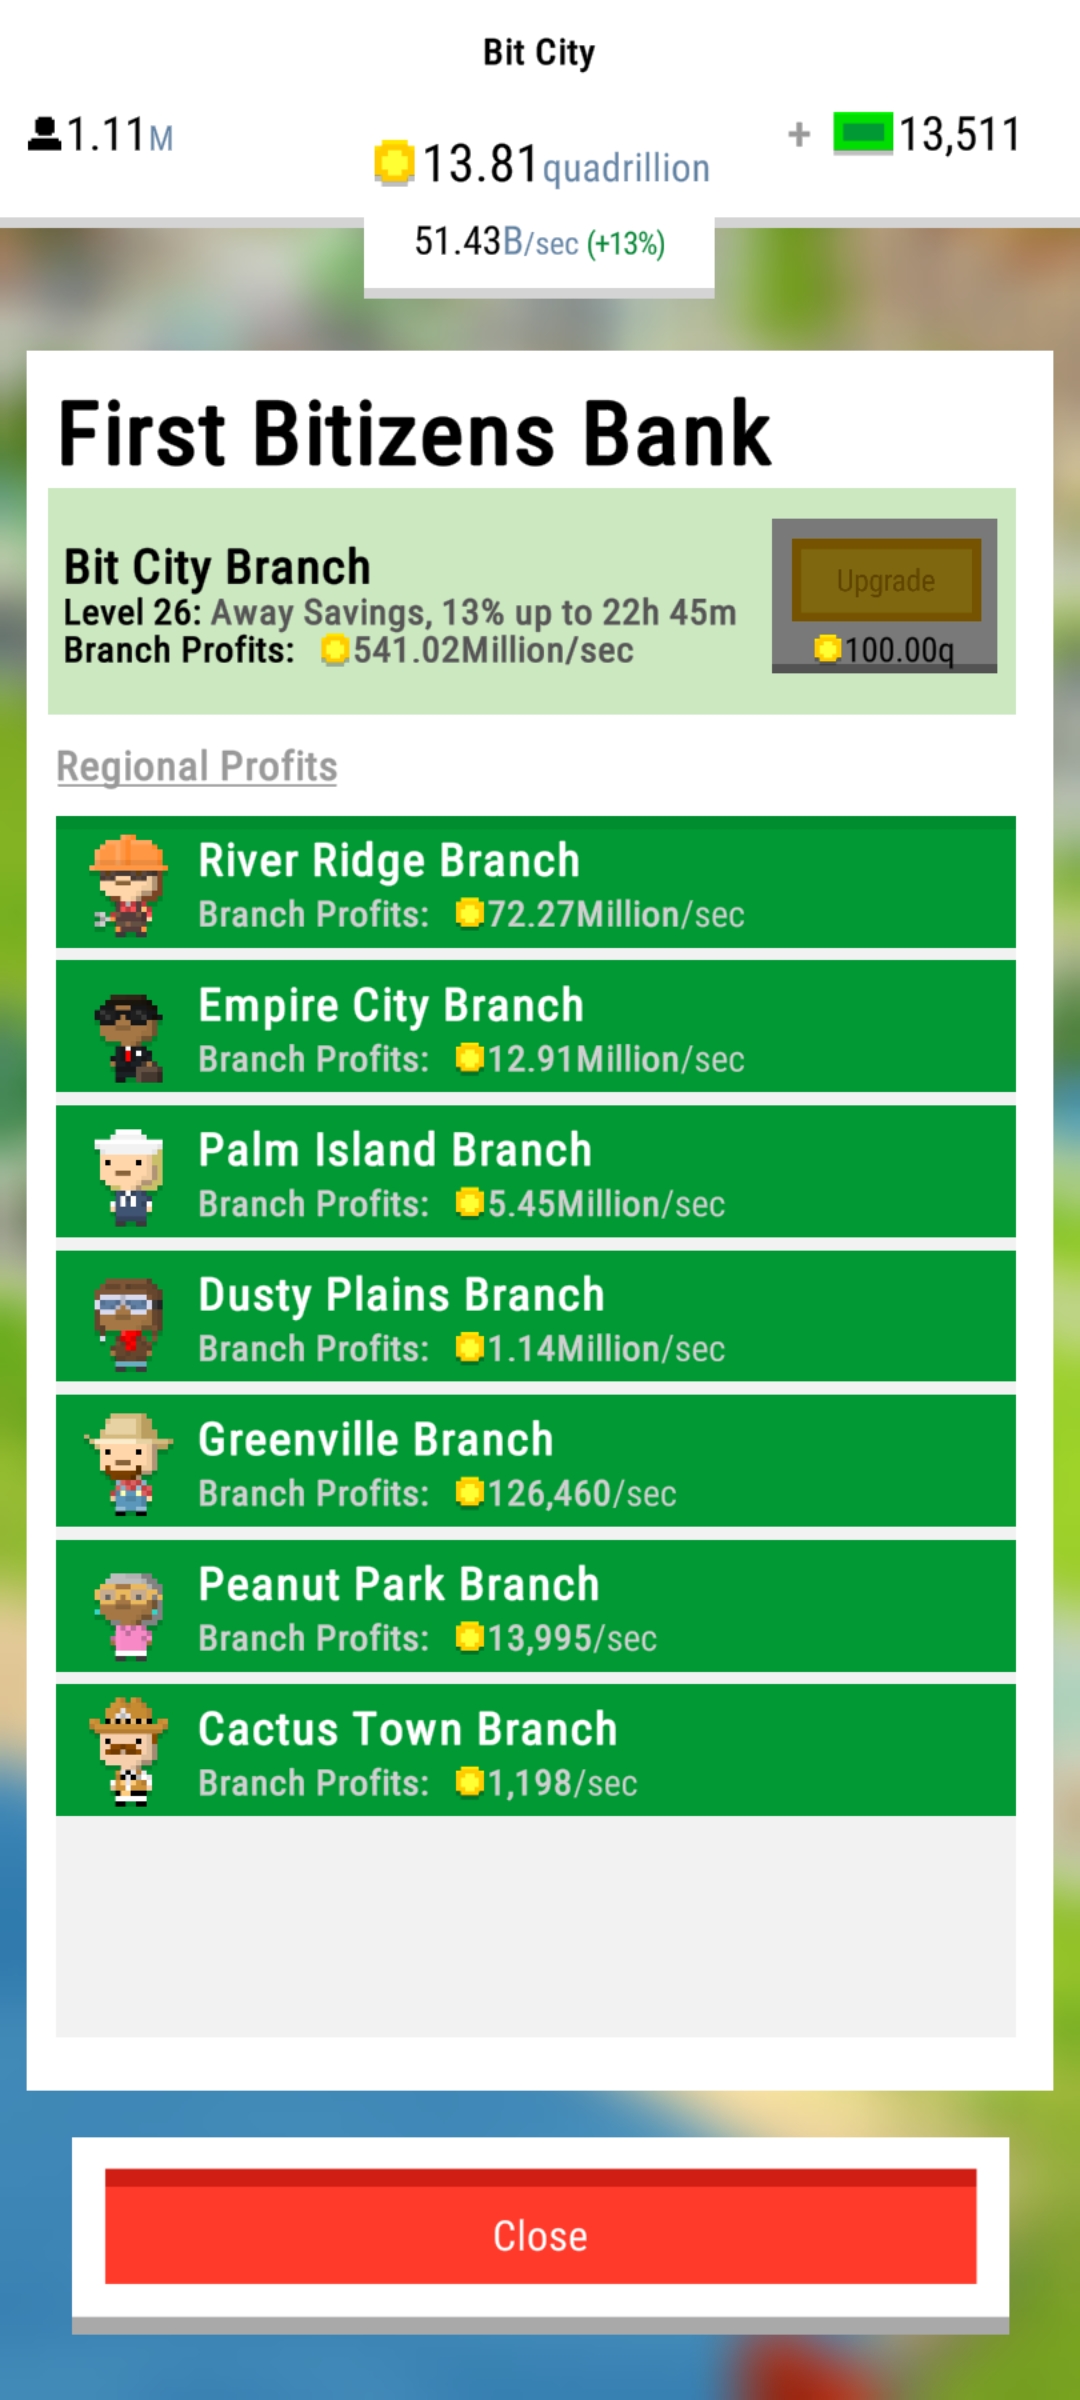 Bit City
1.11M
13.81quadrillion
+ 13,511
51.43B/sec (+13%)
First Bitizens Bank
Bit City Branch
Level 26: Away Savings, 13% up to 22h 45m
Branch Profits: 541.02Million/sec
Upgrade
100.00q
Regional Profits
River Ridge Branch
Branch Profits: 72.27Million/sec
Empire City Branch
Branch Profits: 12.91Million/sec
Palm Island Branch
Branch Profits: 5.45Million/sec
Dusty Plains Branch
Branch Profits: 1.14Million/sec
Greenville Branch
Branch Profits: 126,460/sec
Peanut Park Branch
Branch Profits: 13,995/sec
Cactus Town Branch
Branch Profits: 1,198/sec
Close